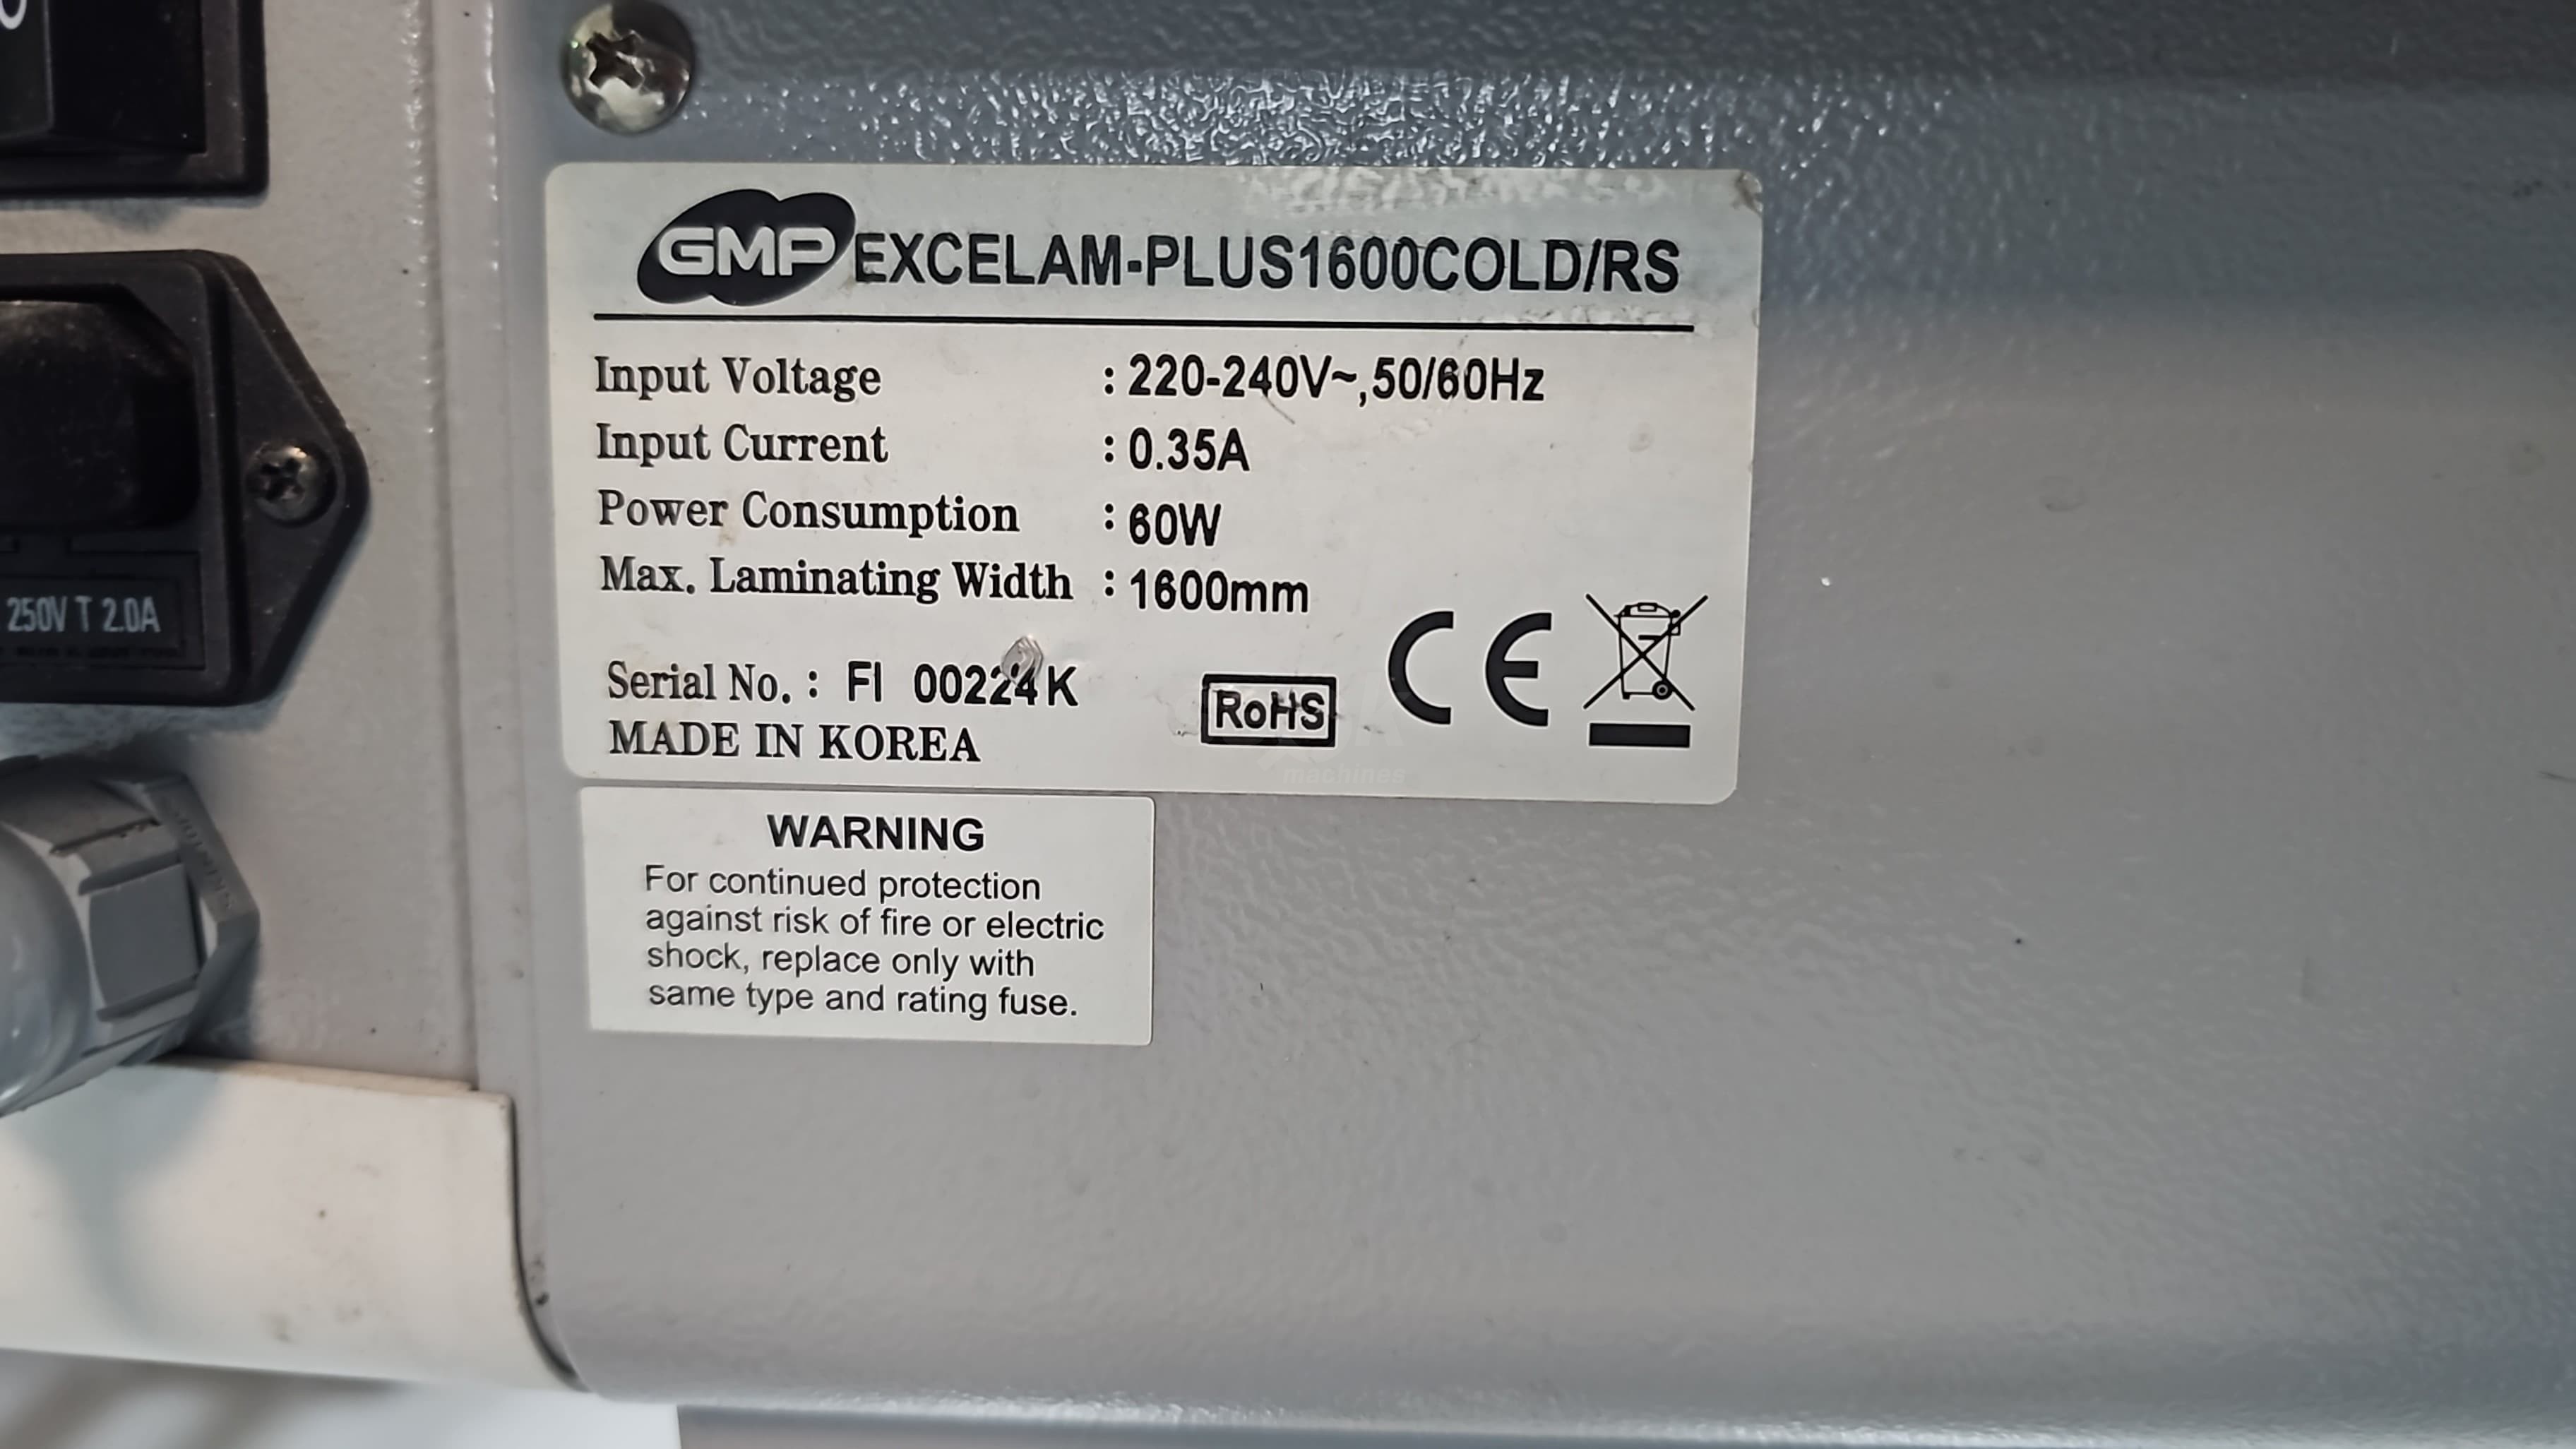 GMP EXCELAM-PLUS1600COLD/RS
Input Voltage : 220-240V~,50/60Hz
Input Current : 0.35A
Power Consumption : 60W
Max. Laminating Width : 1600mm
Serial No. : FI 00224K
MADE IN KOREA
RoHS
CE
machines
250V T 2.0A
WARNING
For continued protection
against risk of fire or electric
shock, replace only with
same type and rating fuse.